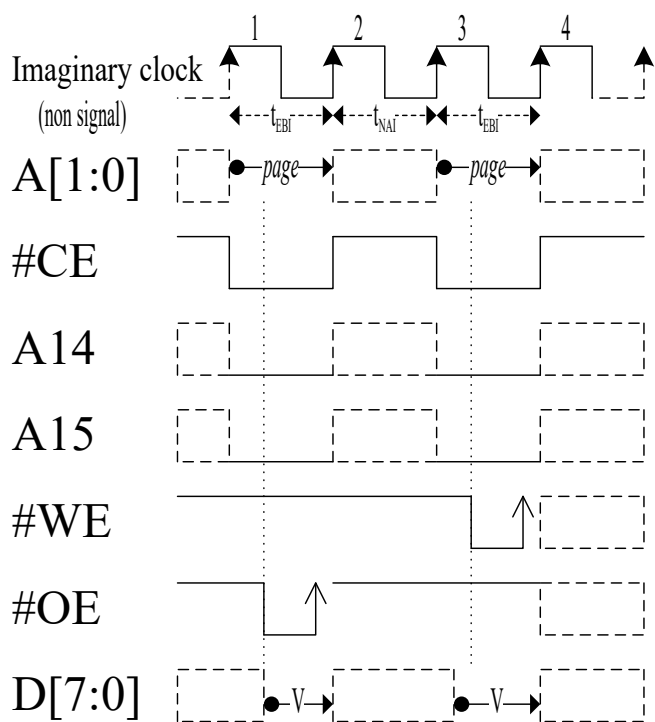 1 2 3 4
Imaginary clock
(non signal)
tEBI tNAI tEBI
A[1:0] page page
#CE
A14
A15
#WE
#OE
D[7:0] V V